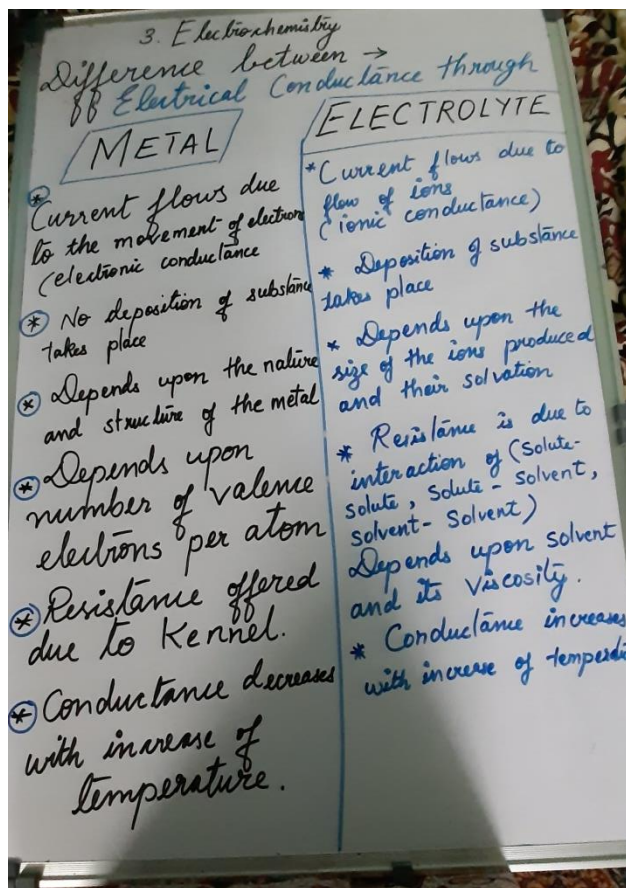 3. Electrochemistry
Difference between →
Electrical Conductance through
METAL
* Current flows due
to the movement of electrons
(electronic conductance
* No deposition of substance
takes place
* Depends upon the nature
and structure of the metal
* Depends upon
number of valence
electrons per atom
* Resistance offered
due to Kennel.
* Conductance decreases
with increase of
temperature.
ELECTROLYTE
* Current flows due to
flow of ions
(ionic conductance)
* Deposition of substance
takes place
* Depends upon the
size of the ions produced
and their solvation
* Resistance is due to
interaction of (Solute-
solute, Solute - Solvent,
Solvent - Solvent)
Depends upon solvent
and its viscosity.
* Conductance increases
with increase of